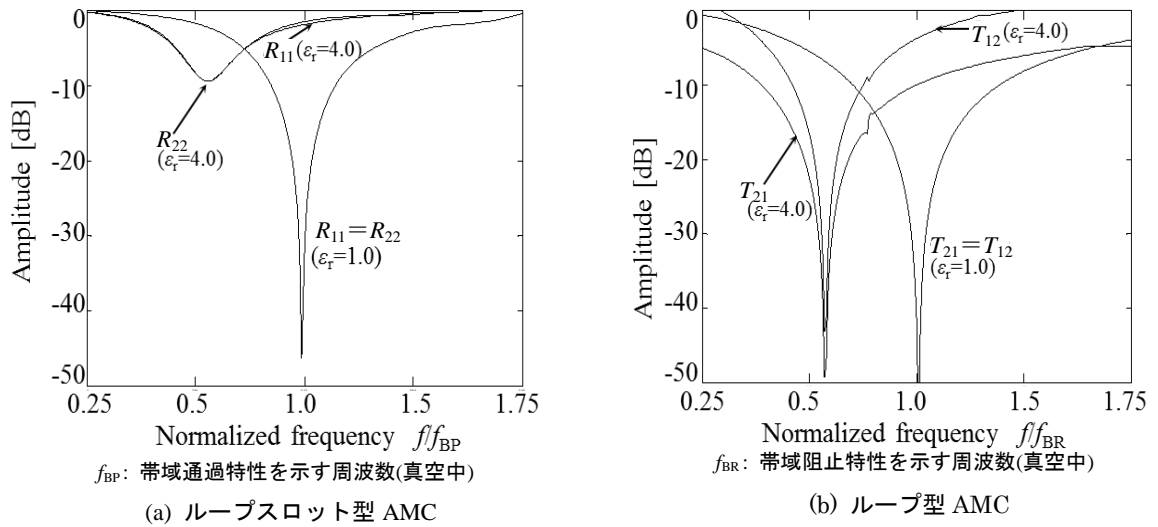 0
-10
-20
-30
-40
-50
Amplitude [dB]
R11(εr=4.0)
R22
(εr=4.0)
R11=R22
(εr=1.0)
0.25
0.5
1.0
1.5
1.75
Normalized frequency f/fBP
fBP: 帯域通過特性を示す周波数(真空中)
(a) ループスロット型 AMC
0
-10
-20
-30
-40
-50
Amplitude [dB]
T12(εr=4.0)
T21
(εr=4.0)
T21=T12
(εr=1.0)
0.25
0.5
1.0
1.5
1.75
Normalized frequency f/fBR
fBR: 帯域阻止特性を示す周波数(真空中)
(b) ループ型 AMC